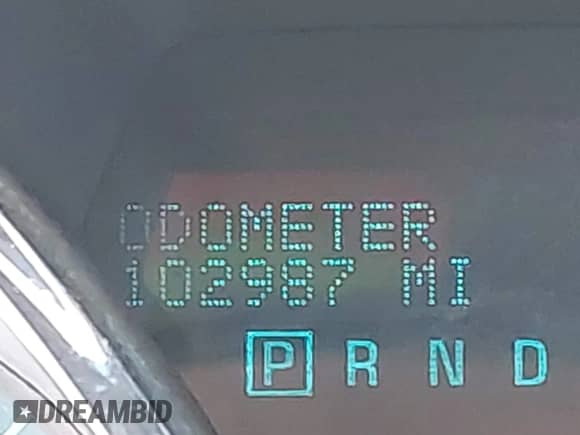 ODOMETER
102987 MI
P R N D
DREAMBID